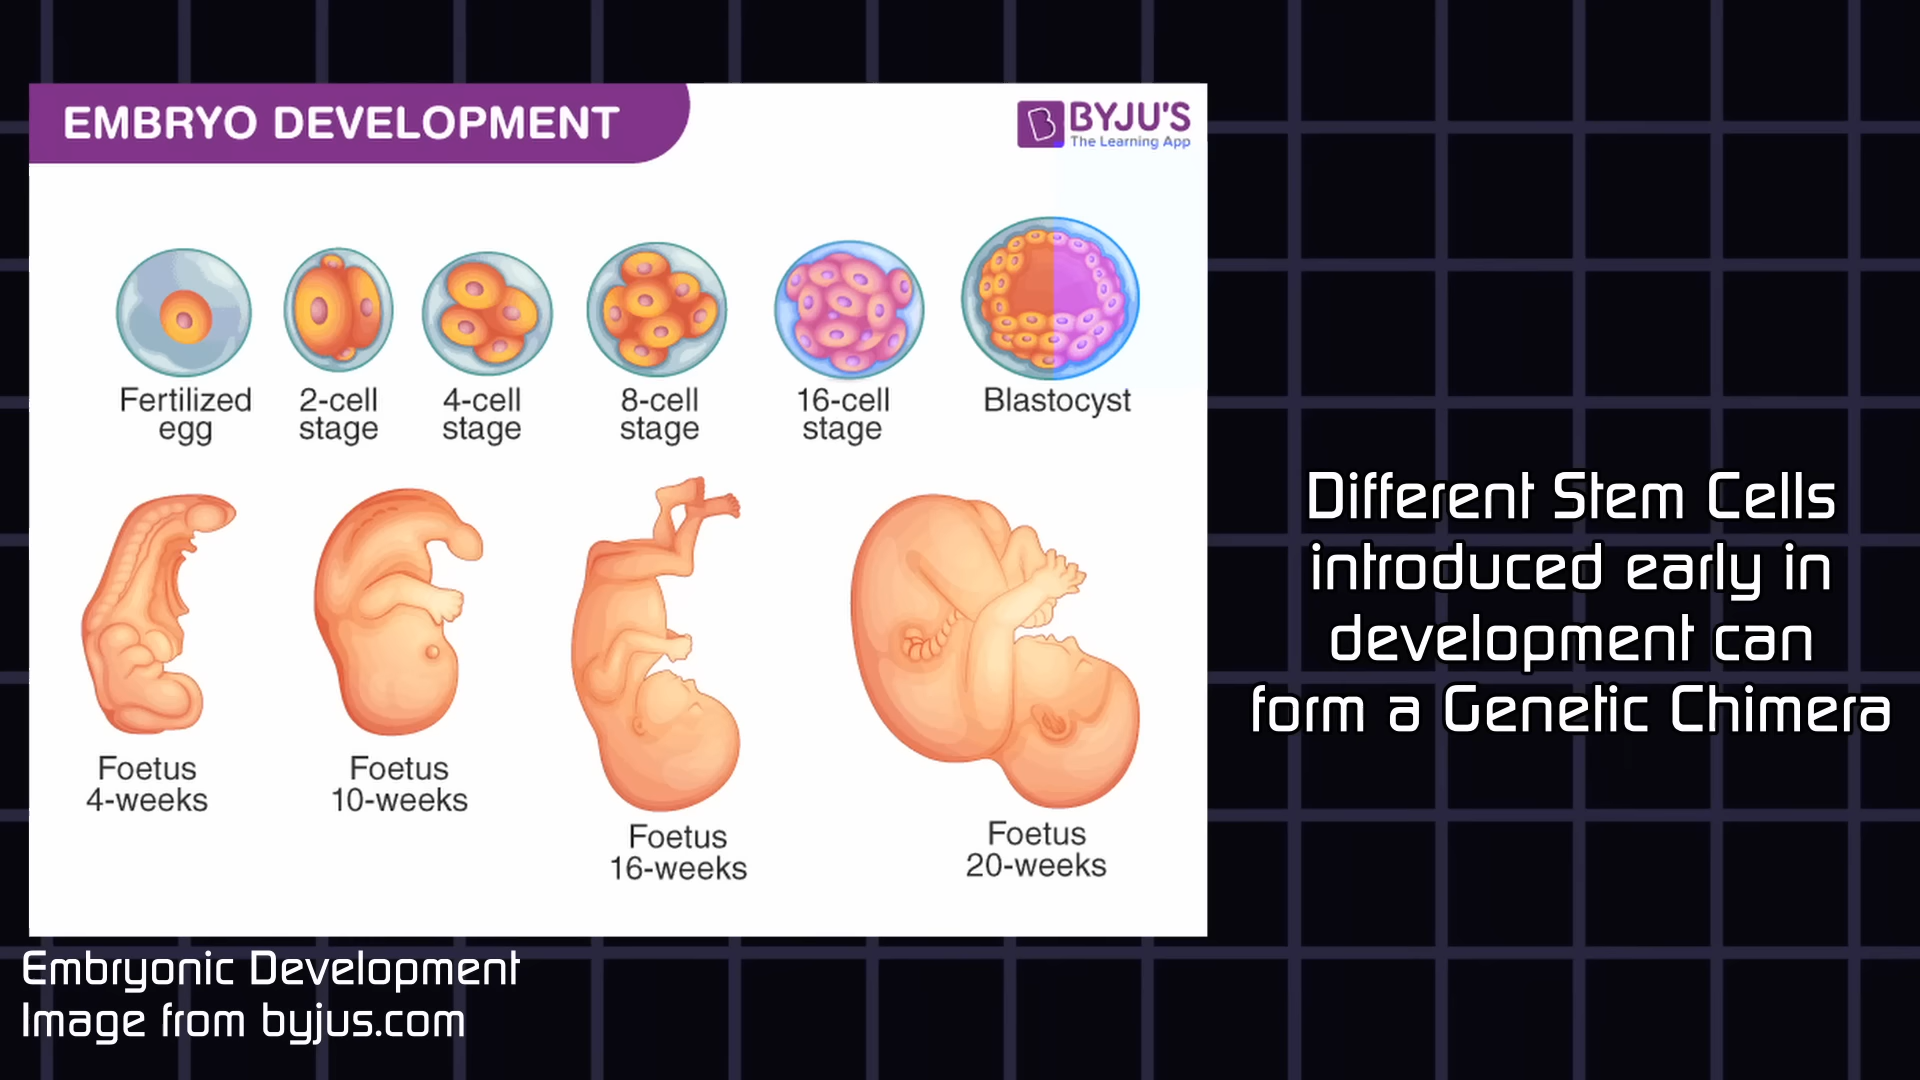 EMBRYO DEVELOPMENT
BYJU'S
The Learning App
Fertilized
egg
2-cell
stage
4-cell
stage
8-cell
stage
16-cell
stage
Blastocyst
Foetus
4-weeks
Foetus
10-weeks
Foetus
16-weeks
Foetus
20-weeks
Different Stem Cells
introduced early in
development can
form a Genetic Chimera
Embryonic Development
Image from byjus.com